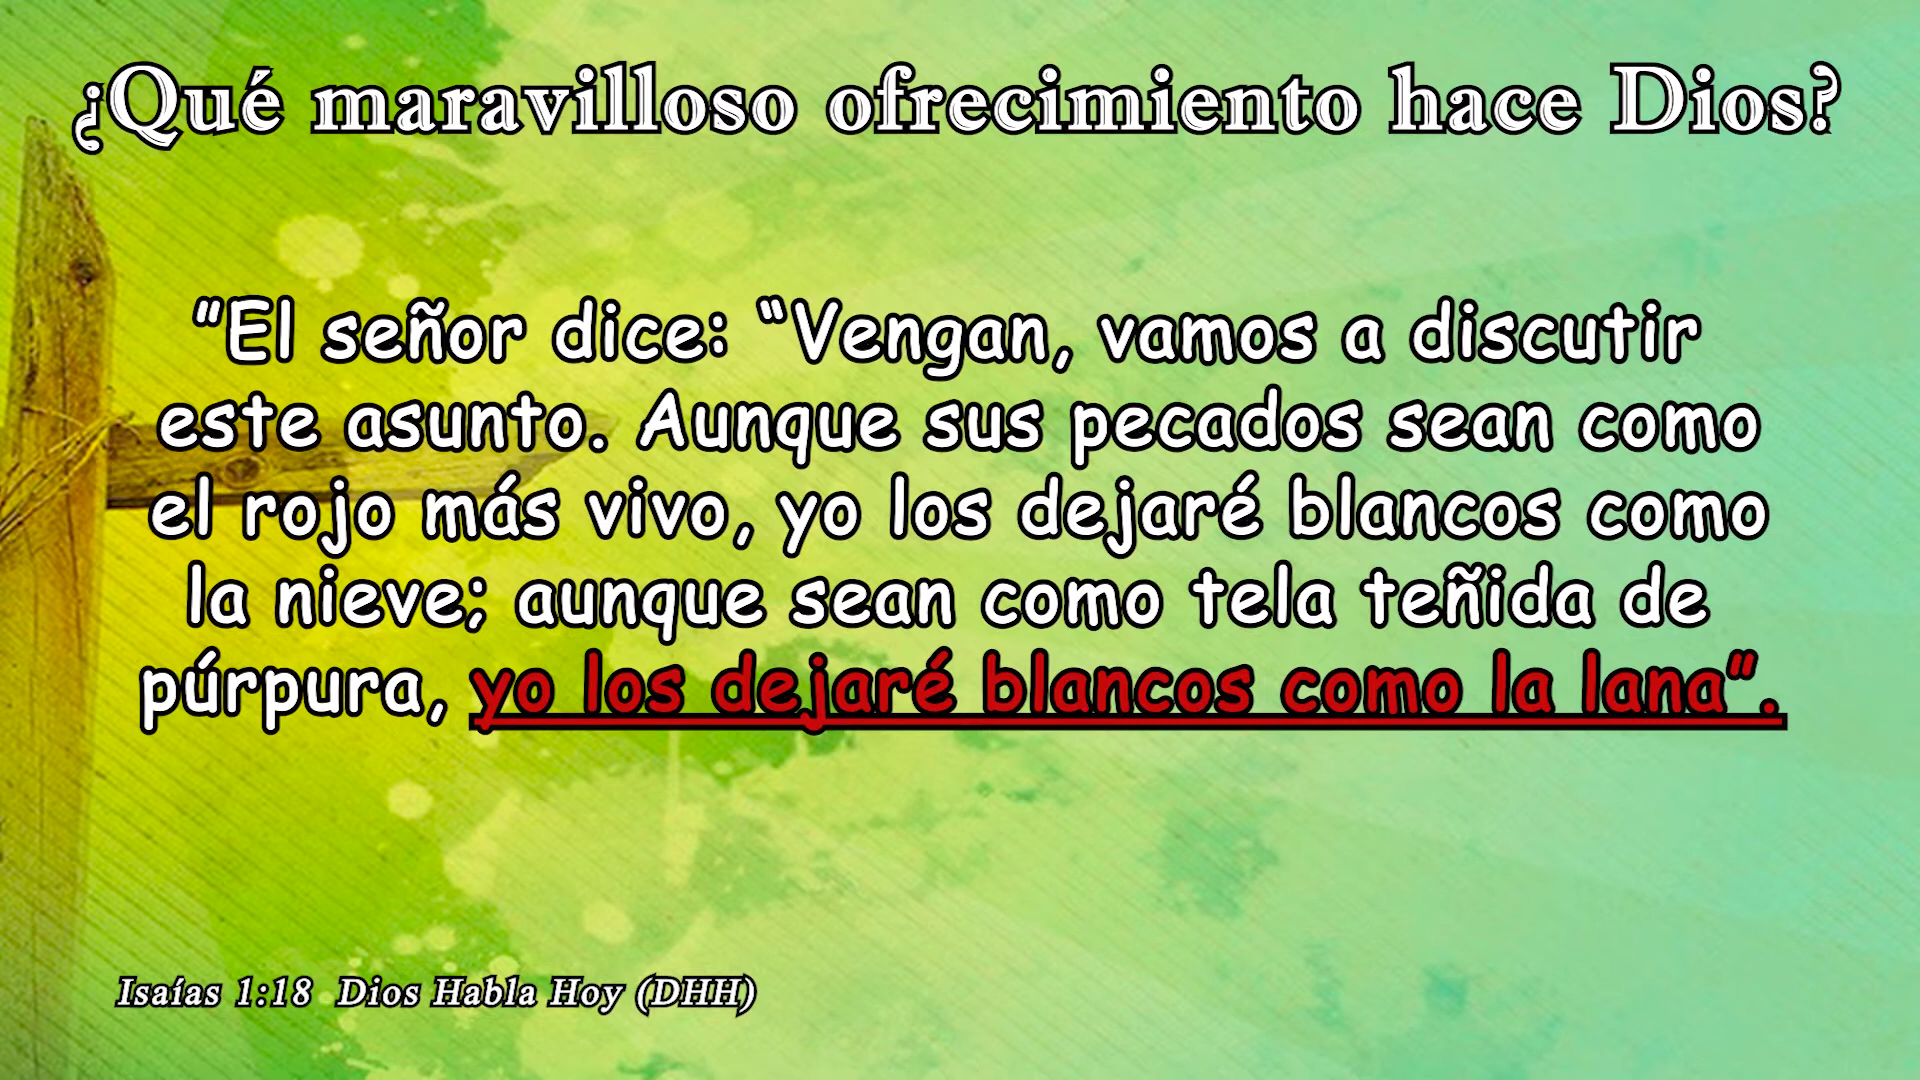 ¿Qué maravilloso ofrecimiento hace Dios?
"El señor dice: “Vengan, vamos a discutir
este asunto. Aunque sus pecados sean como
el rojo más vivo, yo los dejaré blancos como
la nieve; aunque sean como tela teñida de
púrpura, yo los dejaré blancos como la lana”.
Isaías 1:18 Dios Habla Hoy (DHH)